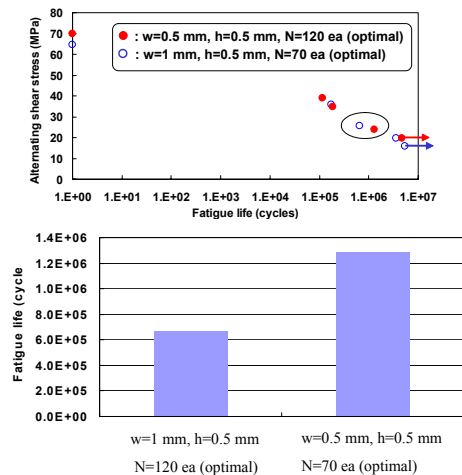 Alternating shear stress (MPa)
80
70
60
50
40
30
20
10
0
: w=0.5 mm, h=0.5 mm, N=120 ea (optimal)
: w=1 mm, h=0.5 mm, N=70 ea (optimal)
1.E+00 1.E+01 1.E+02 1.E+03 1.E+04 1.E+05 1.E+06 1.E+07
Fatigue life (cycles)
Fatigue life (cycle
1.4E+06
1.2E+06
1.0E+06
8.0E+05
6.0E+05
4.0E+05
2.0E+05
0.0E+00
w=1 mm, h=0.5 mm w=0.5 mm, h=0.5 mm
N=120 ea (optimal) N=70 ea (optimal)